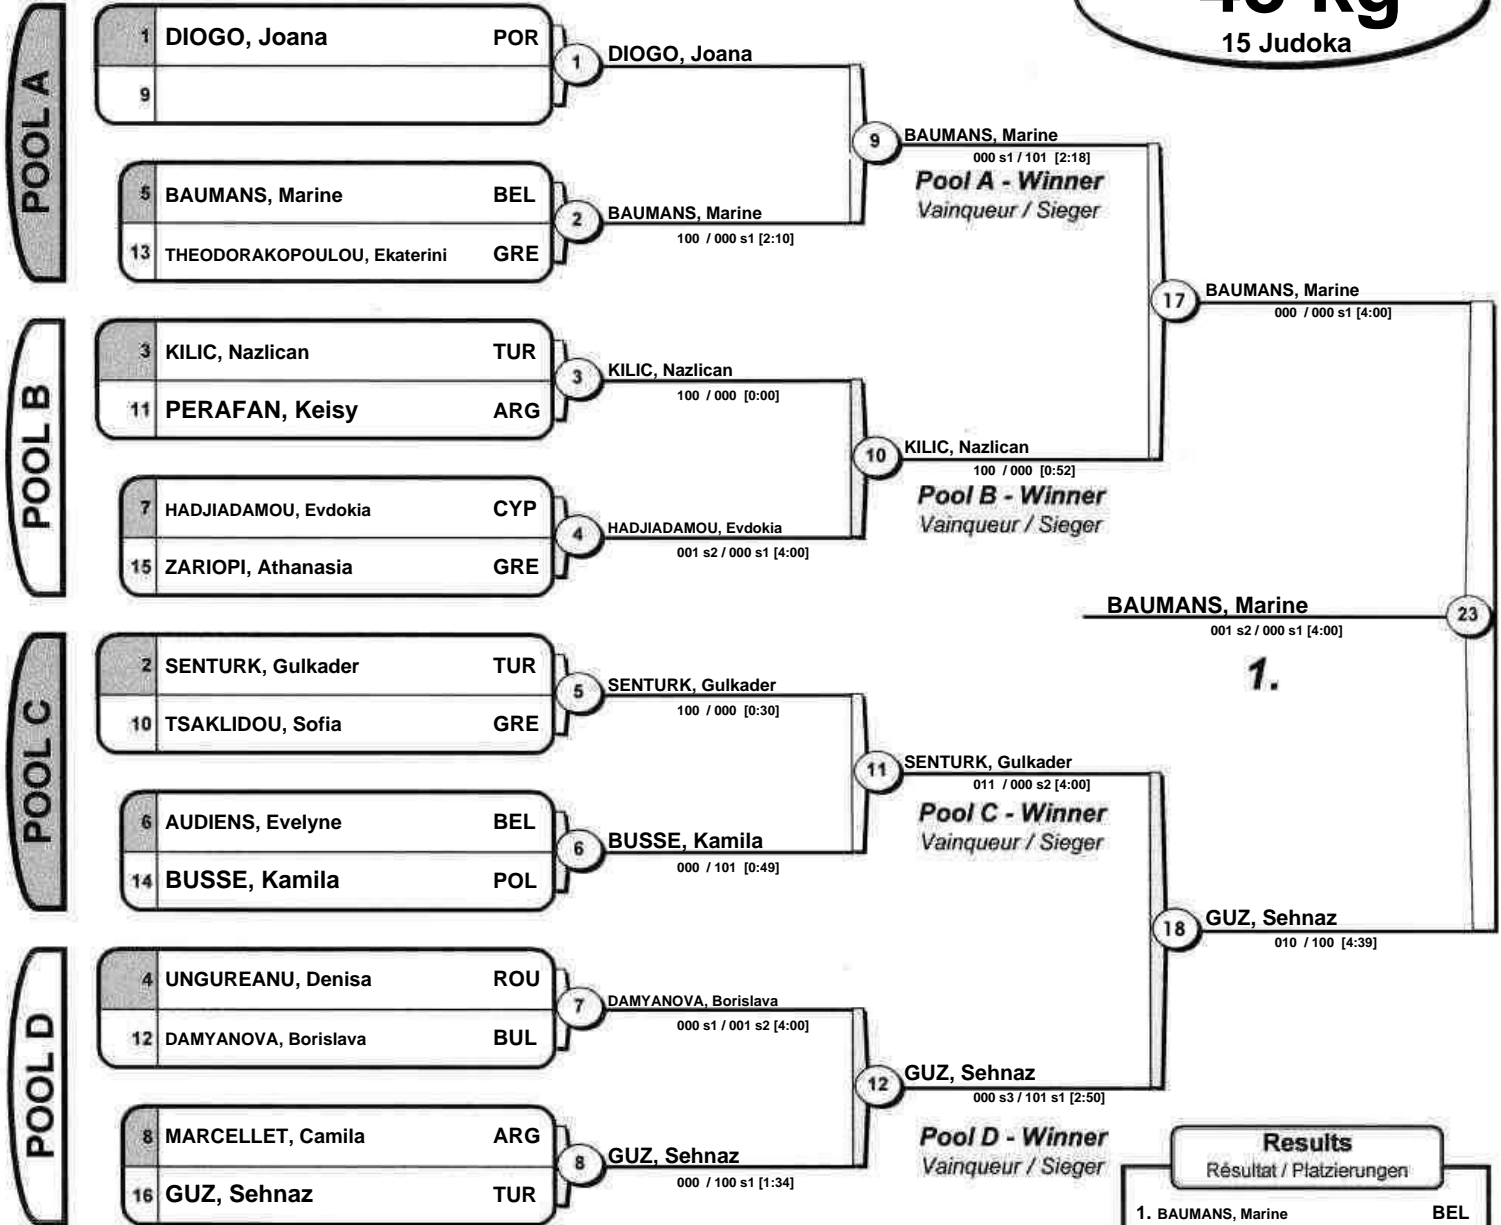 15 Judoka
POOL A
1 DIOGO, Joana POR
9
1
DIOGO, Joana
5 BAUMANS, Marine BEL
13 THEODORAKOPOULOU, Ekaterini GRE
2
BAUMANS, Marine
100 / 000 s1 [2:10]
9
BAUMANS, Marine
000 s1 / 101 [2:18]
Pool A - Winner
Vainqueur / Sieger
POOL B
3 KILIC, Nazlican TUR
11 PERAFAN, Keisy ARG
3
KILIC, Nazlican
100 / 000 [0:00]
7 HADJIADAMOU, Evdokia CYP
15 ZARIOPI, Athanasia GRE
4
HADJIADAMOU, Evdokia
001 s2 / 000 s1 [4:00]
10
KILIC, Nazlican
100 / 000 [0:52]
Pool B - Winner
Vainqueur / Sieger
17
BAUMANS, Marine
000 / 000 s1 [4:00]
BAUMANS, Marine
001 s2 / 000 s1 [4:00]
23
1.
POOL C
2 SENTURK, Gulkader TUR
10 TSAKLIDOU, Sofia GRE
5
SENTURK, Gulkader
100 / 000 [0:30]
6 AUDIENS, Evelyne BEL
14 BUSSE, Kamila POL
6
BUSSE, Kamila
000 / 101 [0:49]
11
SENTURK, Gulkader
011 / 000 s2 [4:00]
Pool C - Winner
Vainqueur / Sieger
18
GUZ, Sehnaz
010 / 100 [4:39]
POOL D
4 UNGUREANU, Denisa ROU
12 DAMYANOVA, Borislava BUL
7
DAMYANOVA, Borislava
000 s1 / 001 s2 [4:00]
8 MARCELLET, Camila ARG
16 GUZ, Sehnaz TUR
8
GUZ, Sehnaz
000 / 100 s1 [1:34]
12
GUZ, Sehnaz
000 s3 / 101 s1 [2:50]
Pool D - Winner
Vainqueur / Sieger
Results
Résultat / Platzierungen
1. BAUMANS, Marine BEL